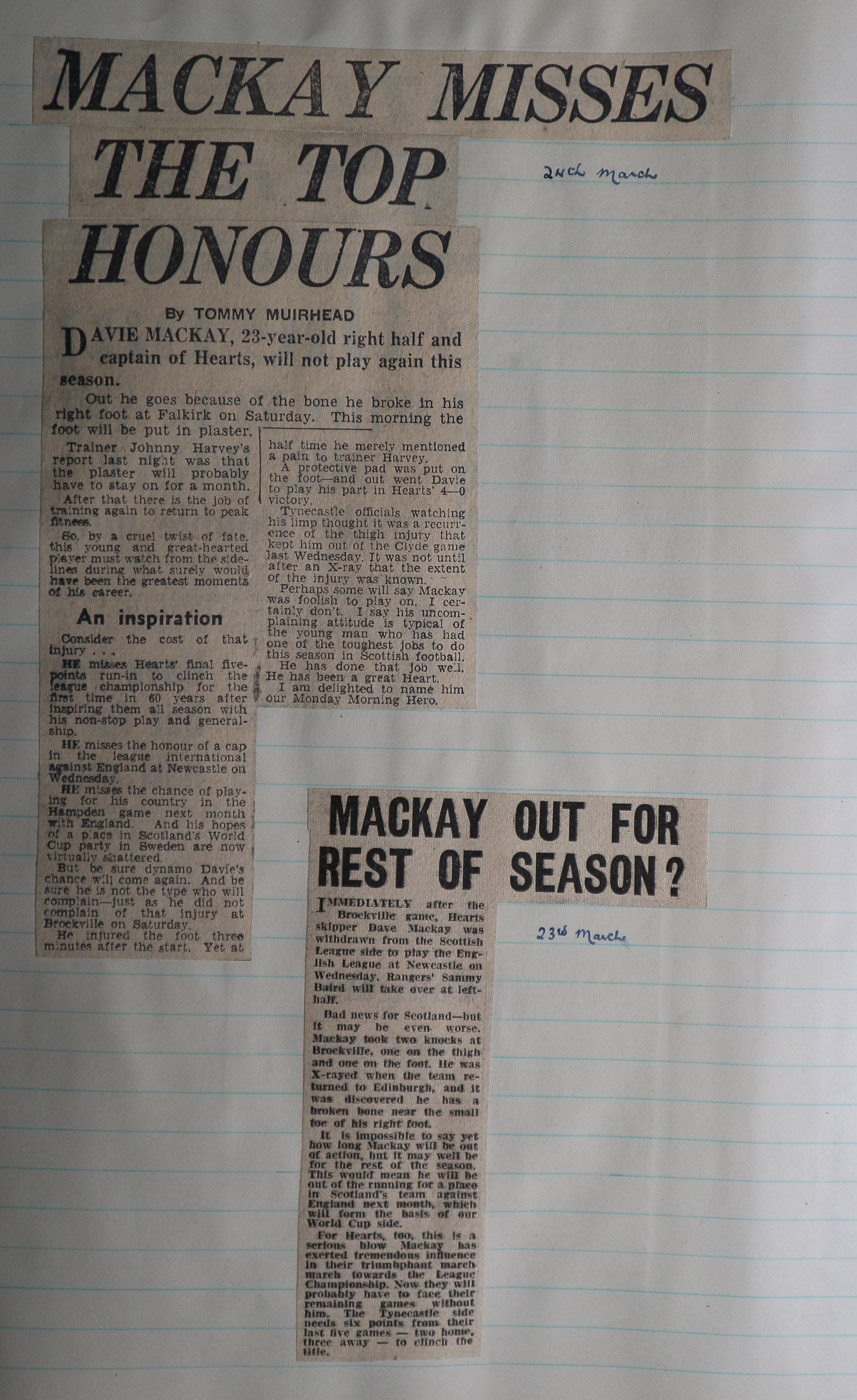 MACKAY MISSES
THE TOP
HONOURS
24th March
By TOMMY MUIRHEAD
DAVIE MACKAY, 23-year-old right half and
captain of Hearts, will not play again this
season.
Out he goes because of the bone he broke in his
right foot at Falkirk on Saturday. This morning the
foot will be put in plaster.
Trainer Johnny Harvey's
report last night was that
the plaster will probably
have to stay on for a month.
After that there is the job of
training again to return to peak
fitness.
So, by a cruel twist of fate,
this young and great-hearted
player must watch from the side-
lines during what surely would
have been the greatest moments
of his career.
An inspiration
Consider the cost of that
injury . . .
HE misses Hearts' final five-
points run-in to clinch the
league championship for the
first time in 60 years after
inspiring them all season with
his non-stop play and general-
ship.
HE misses the honour of a cap
in the league international
against England at Newcastle on
Wednesday.
HE misses the chance of play-
ing for his country in the
Hampden game next month
with England. And his hopes
of a place in Scotland's World
Cup party in Sweden are now
virtually shattered.
But be sure dynamo Davie's
chance will come again. And be
sure he is not the type who will
complain—just as he did not
complain of that injury at
Brockville on Saturday.
He injured the foot three
minutes after the start. Yet at
half time he merely mentioned
a pain to trainer Harvey.
A protective pad was put on
the foot—and out went Davie
to play his part in Hearts' 4—0
victory.
Tynecastle officials watching
his limp thought it was a recurr-
ence of the thigh injury that
kept him out of the Clyde game
last Wednesday. It was not until
after an X-ray that the extent
of the injury was known.
Perhaps some will say Mackay
was foolish to play on. I cer-
tainly don't. I say his uncom-
plaining attitude is typical of
the young man who has had
one of the toughest jobs to do
this season in Scottish football.
He has done that job well.
He has been a great Heart.
I am delighted to name him
our Monday Morning Hero.
MACKAY OUT FOR
REST OF SEASON?
23rd March
IMMEDIATELY after the
Brockville game, Hearts
skipper Dave Mackay was
withdrawn from the Scottish
League side to play the Eng-
lish League at Newcastle on
Wednesday. Rangers' Sammy
Baird will take over at left-
half.
Bad news for Scotland—but
it may be even worse.
Mackay took two knocks at
Brockville, one on the thigh
and one on the foot. He was
X-rayed when the team re-
turned to Edinburgh, and it
was discovered he has a
broken bone near the small
toe of his right foot.
It is impossible to say yet
how long Mackay will be out
of action, but it may well be
for the rest of the season.
This would mean he will be
out of the running for a place
in Scotland's team against
England next month, which
will form the basis of our
World Cup side.
For Hearts, too, this is a
serious blow Mackay has
exerted tremendous influence
in their triumbphant march
march towards the League
Championship. Now they will
probably have to face their
remaining games without
him. The Tynecastle side
needs six points from their
last five games — two home,
three away — to clinch the
title.